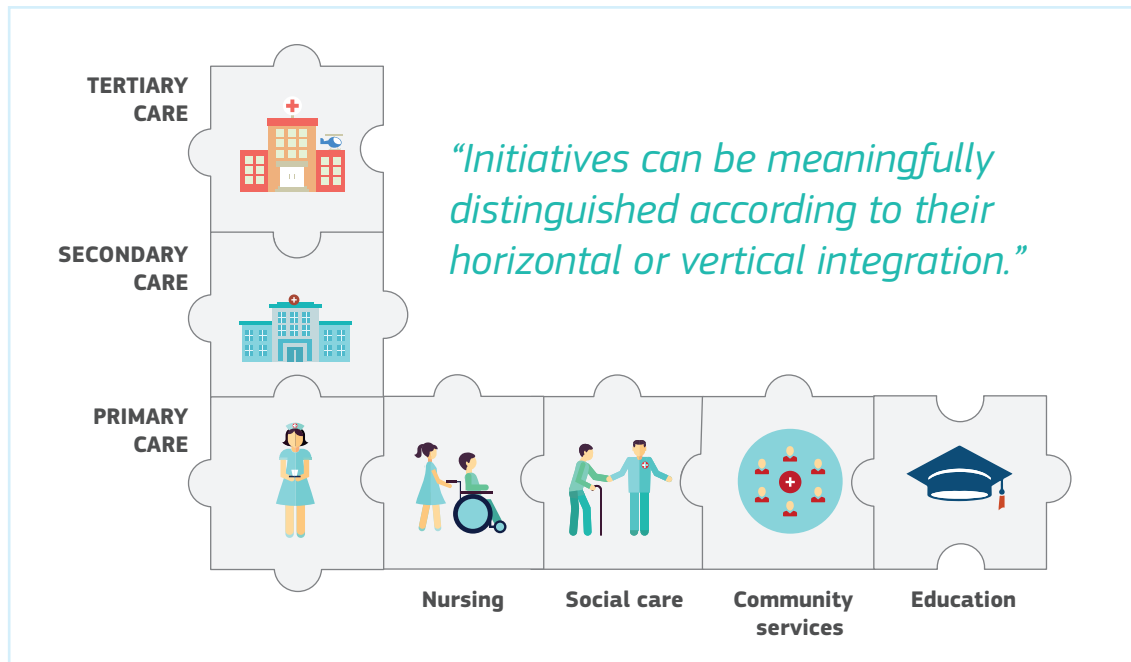 TERTIARY
CARE
“Initiatives can be meaningfully
distinguished according to their
horizontal or vertical integration.”
SECONDARY
CARE
PRIMARY
CARE
Nursing
Social care
Community
services
Education